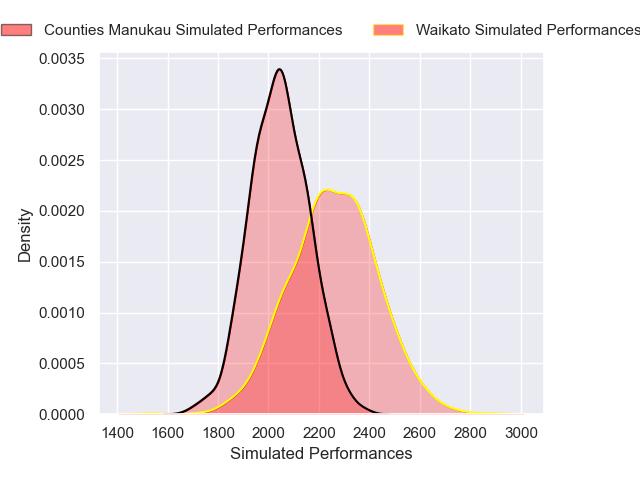 Counties Manukau Simulated Performances
Waikato Simulated Performances
0.0035
0.0030
0.0025
0.0020
0.0015
0.0010
0.0005
0.0000
Density
1400 1600 1800 2000 2200 2400 2600 2800 3000
Simulated Performances